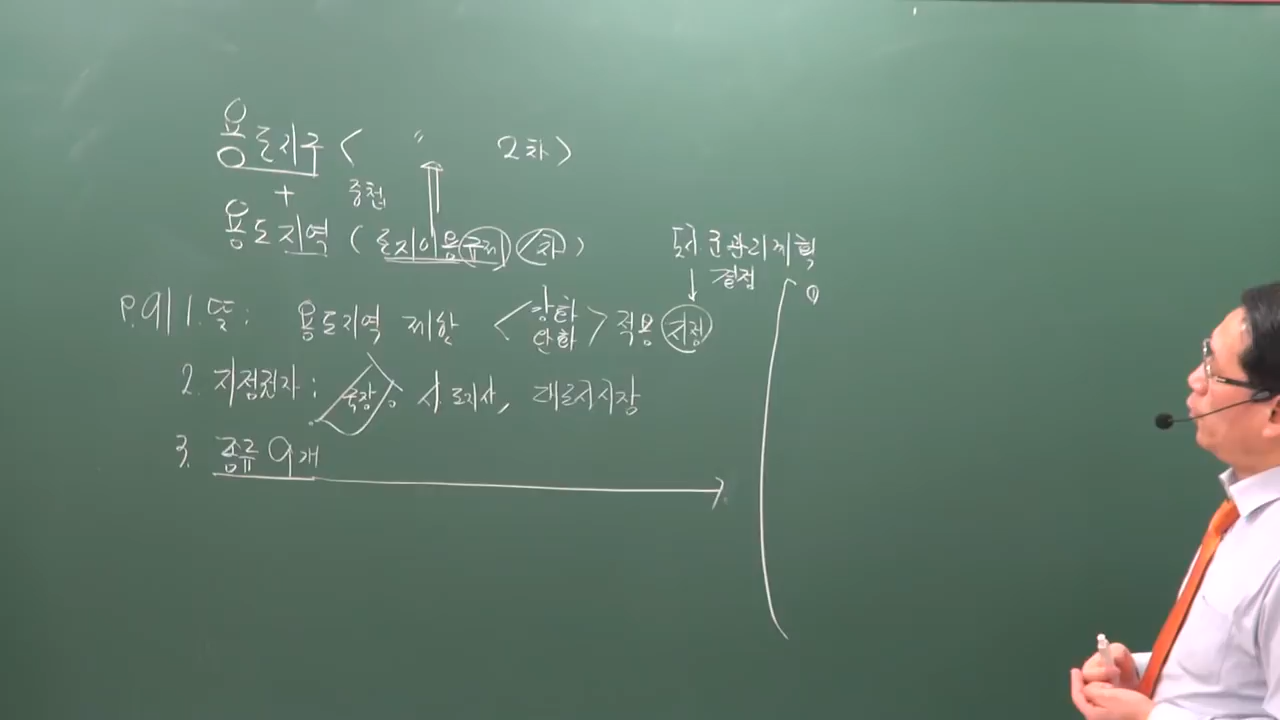 용도지구 〈 〃 2차 〉
+ 중첩
용도지역 ( 토지이용규제 1차 )
도시군관리계획
결정
P.91 1. 뜻 : 용도지역 제한 〈 강화 완화 〉 적용 지정
2. 지정권자 : 국장, 시·도지사, 대도시시장
3. 종류 9개
①